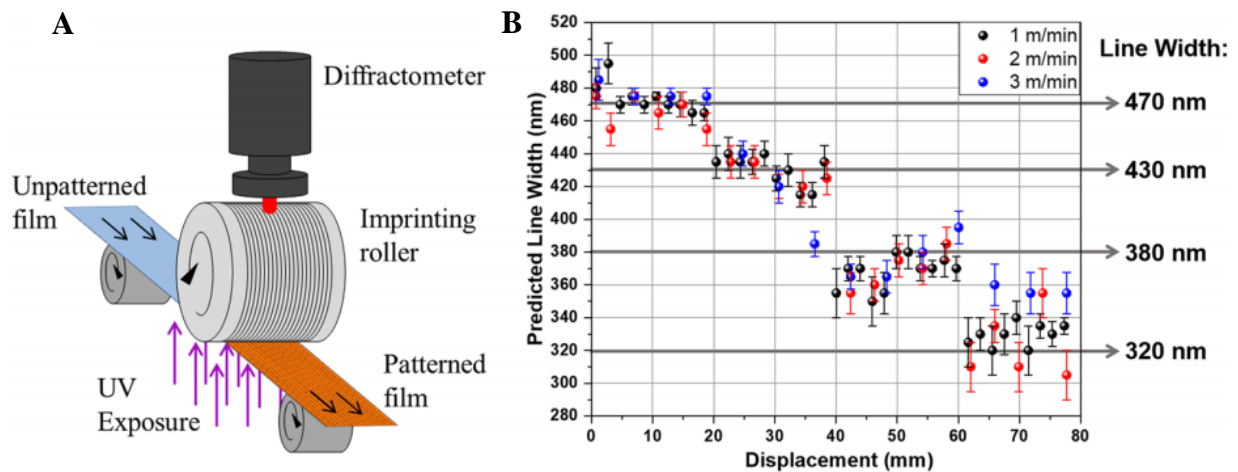 A
Diffractometer
Unpatterned
film
Imprinting
roller
UV
Exposure
Patterned
film
B
Predicted Line Width (nm)
520
500
480
460
440
420
400
380
360
340
320
300
280
0 10 20 30 40 50 60 70 80
Displacement (mm)
1 m/min
2 m/min
3 m/min
Line Width:
470 nm
430 nm
380 nm
320 nm